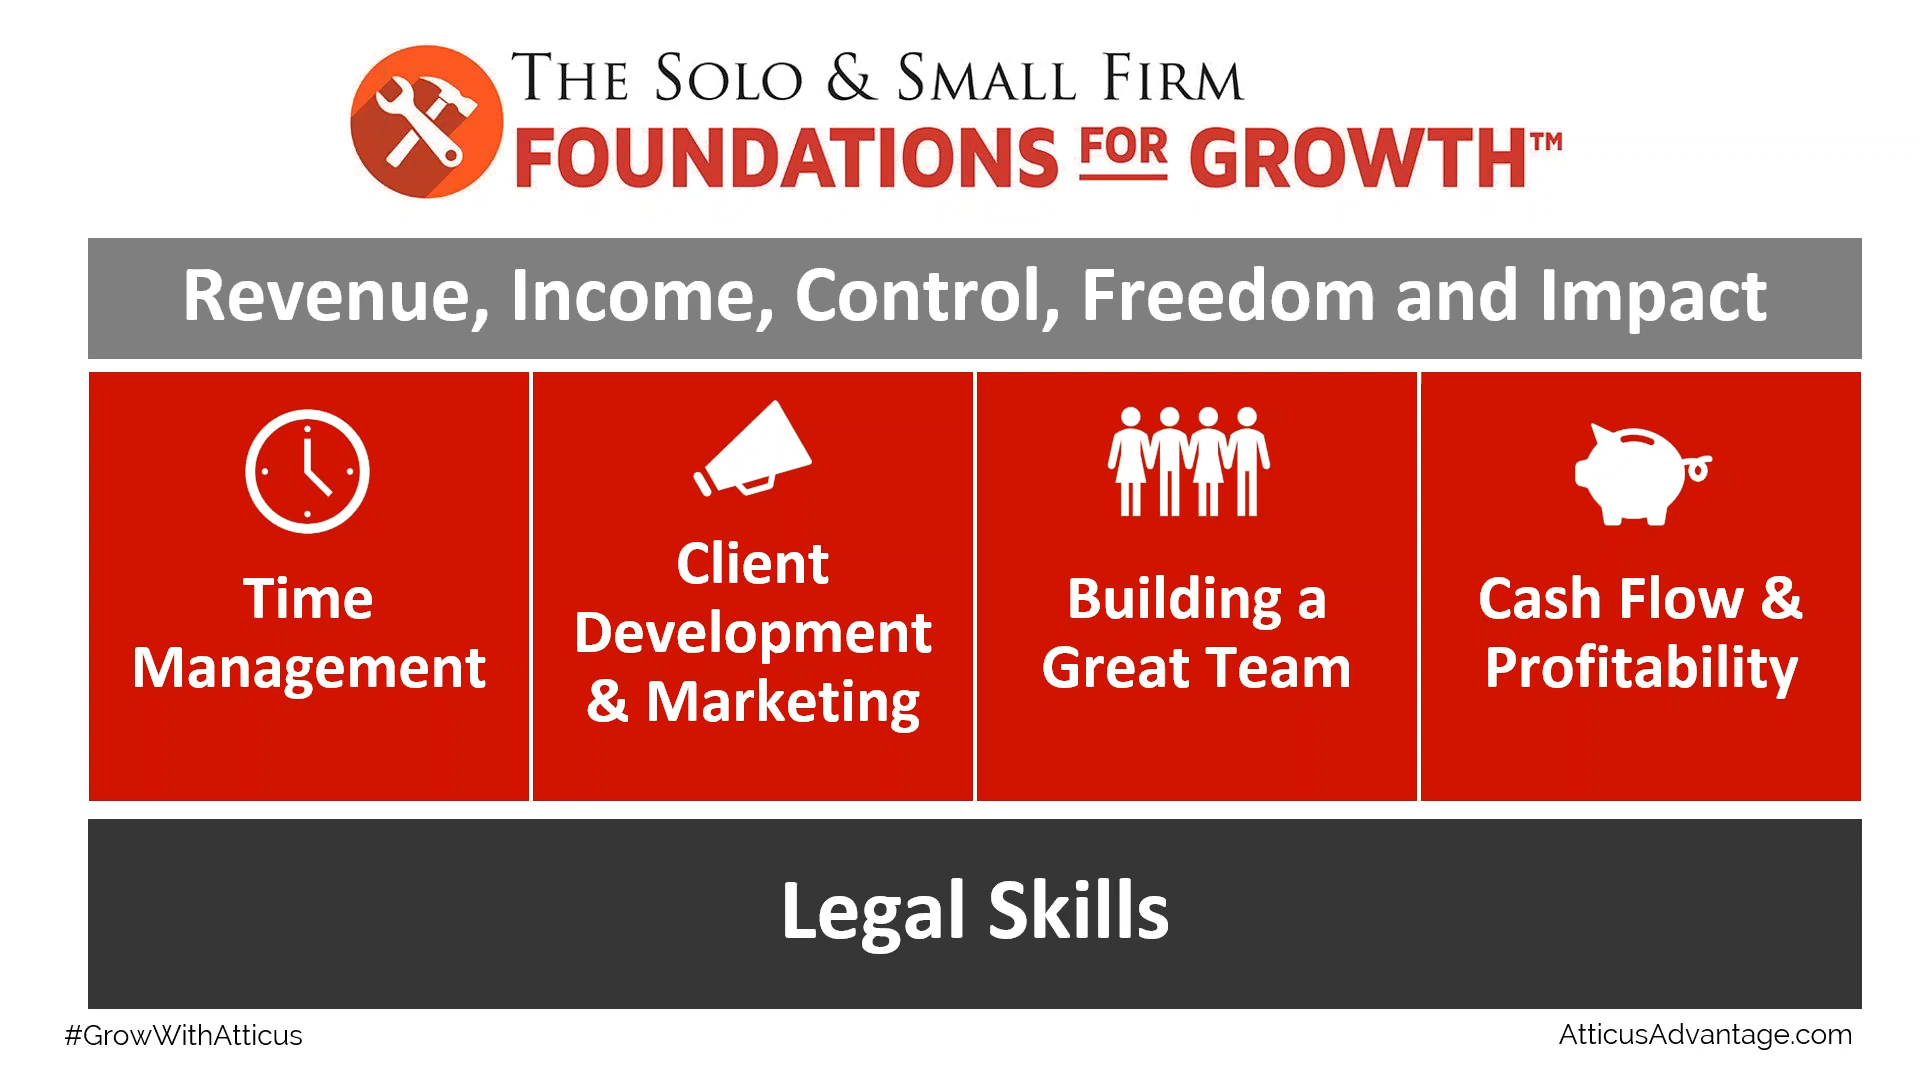 THE SOLO & SMALL FIRM
FOUNDATIONS FOR GROWTH™
Revenue, Income, Control, Freedom and Impact
Time
Management
Client
Development
& Marketing
Building a
Great Team
Cash Flow &
Profitability
Legal Skills
#GrowWithAtticus
AtticusAdvantage.com